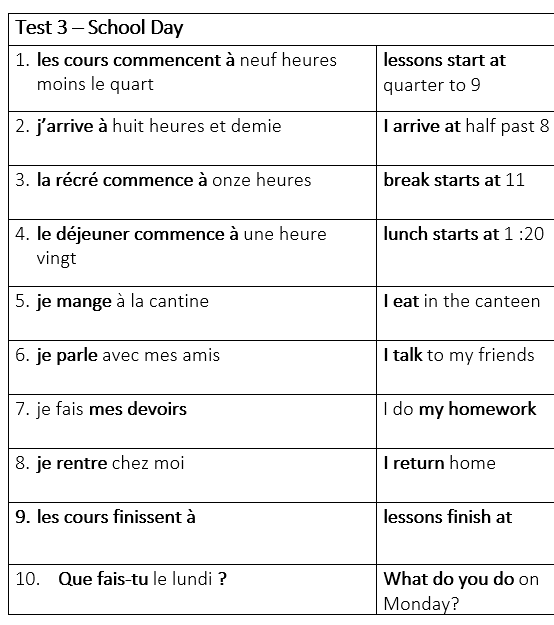 Test 3 – School Day
1. les cours commencent à neuf heures
moins le quart
lessons start at
quarter to 9
2. j’arrive à huit heures et demie
I arrive at half past 8
3. la récré commence à onze heures
break starts at 11
4. le déjeuner commence à une heure
vingt
lunch starts at 1 :20
5. je mange à la cantine
I eat in the canteen
6. je parle avec mes amis
I talk to my friends
7. je fais mes devoirs
I do my homework
8. je rentre chez moi
I return home
9. les cours finissent à
lessons finish at
10. Que fais-tu le lundi ?
What do you do on
Monday?